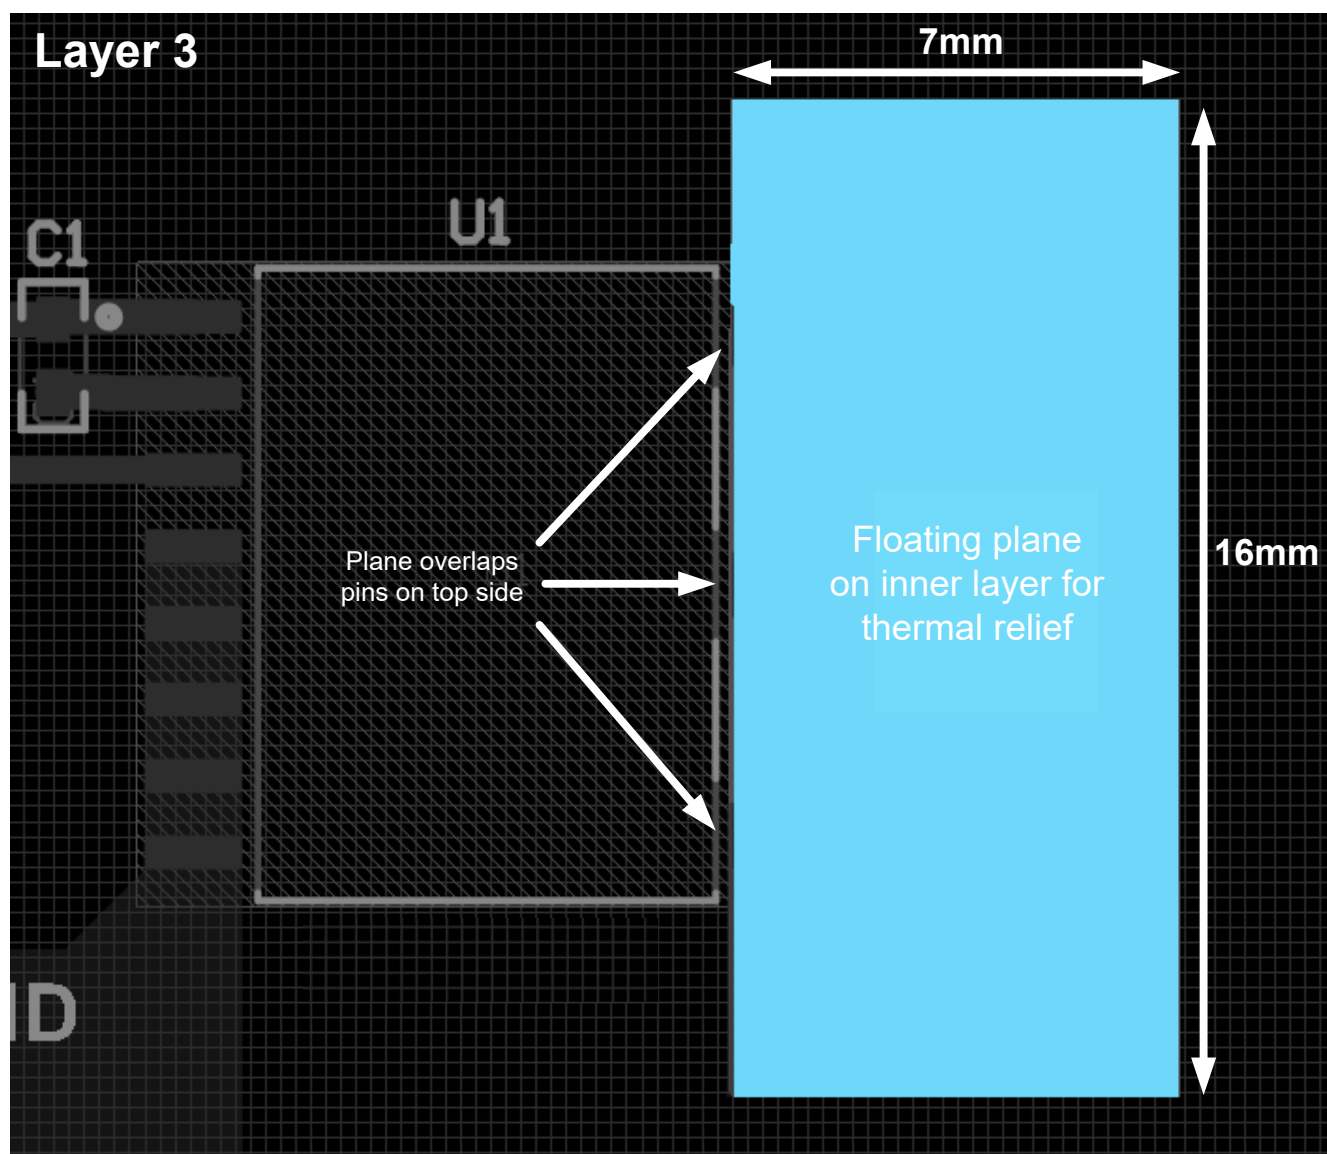 Layer 3
7mm
U1
C1
Plane overlaps
pins on top side
Floating plane
on inner layer for
thermal relief
16mm
ID